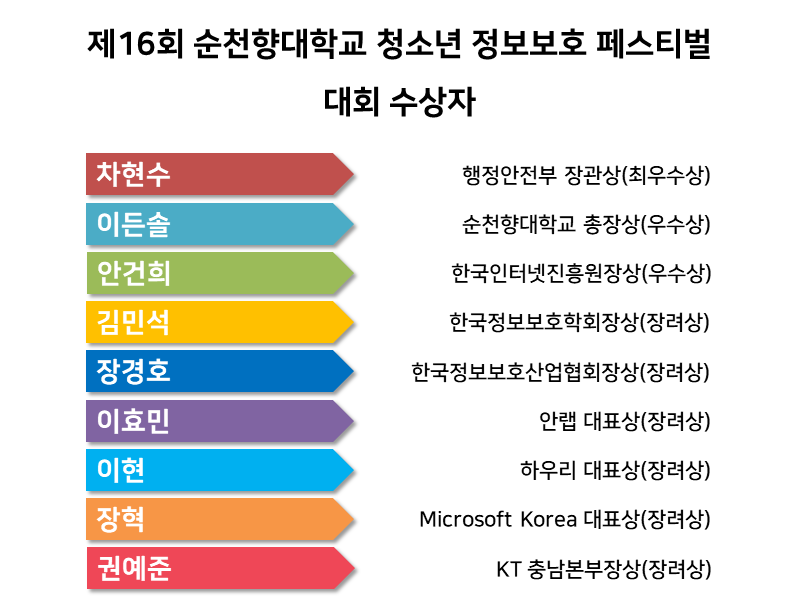 제16회 순천향대학교 청소년 정보보호 페스티벌
대회 수상자
차현수 행정안전부 장관상(최우수상)
이든솔 순천향대학교 총장상(우수상)
안건희 한국인터넷진흥원장상(우수상)
김민석 한국정보보호학회장상(장려상)
장경호 한국정보보호산업협회장상(장려상)
이효민 안랩 대표상(장려상)
이현 하우리 대표상(장려상)
장혁 Microsoft Korea 대표상(장려상)
권예준 KT 충남본부장상(장려상)